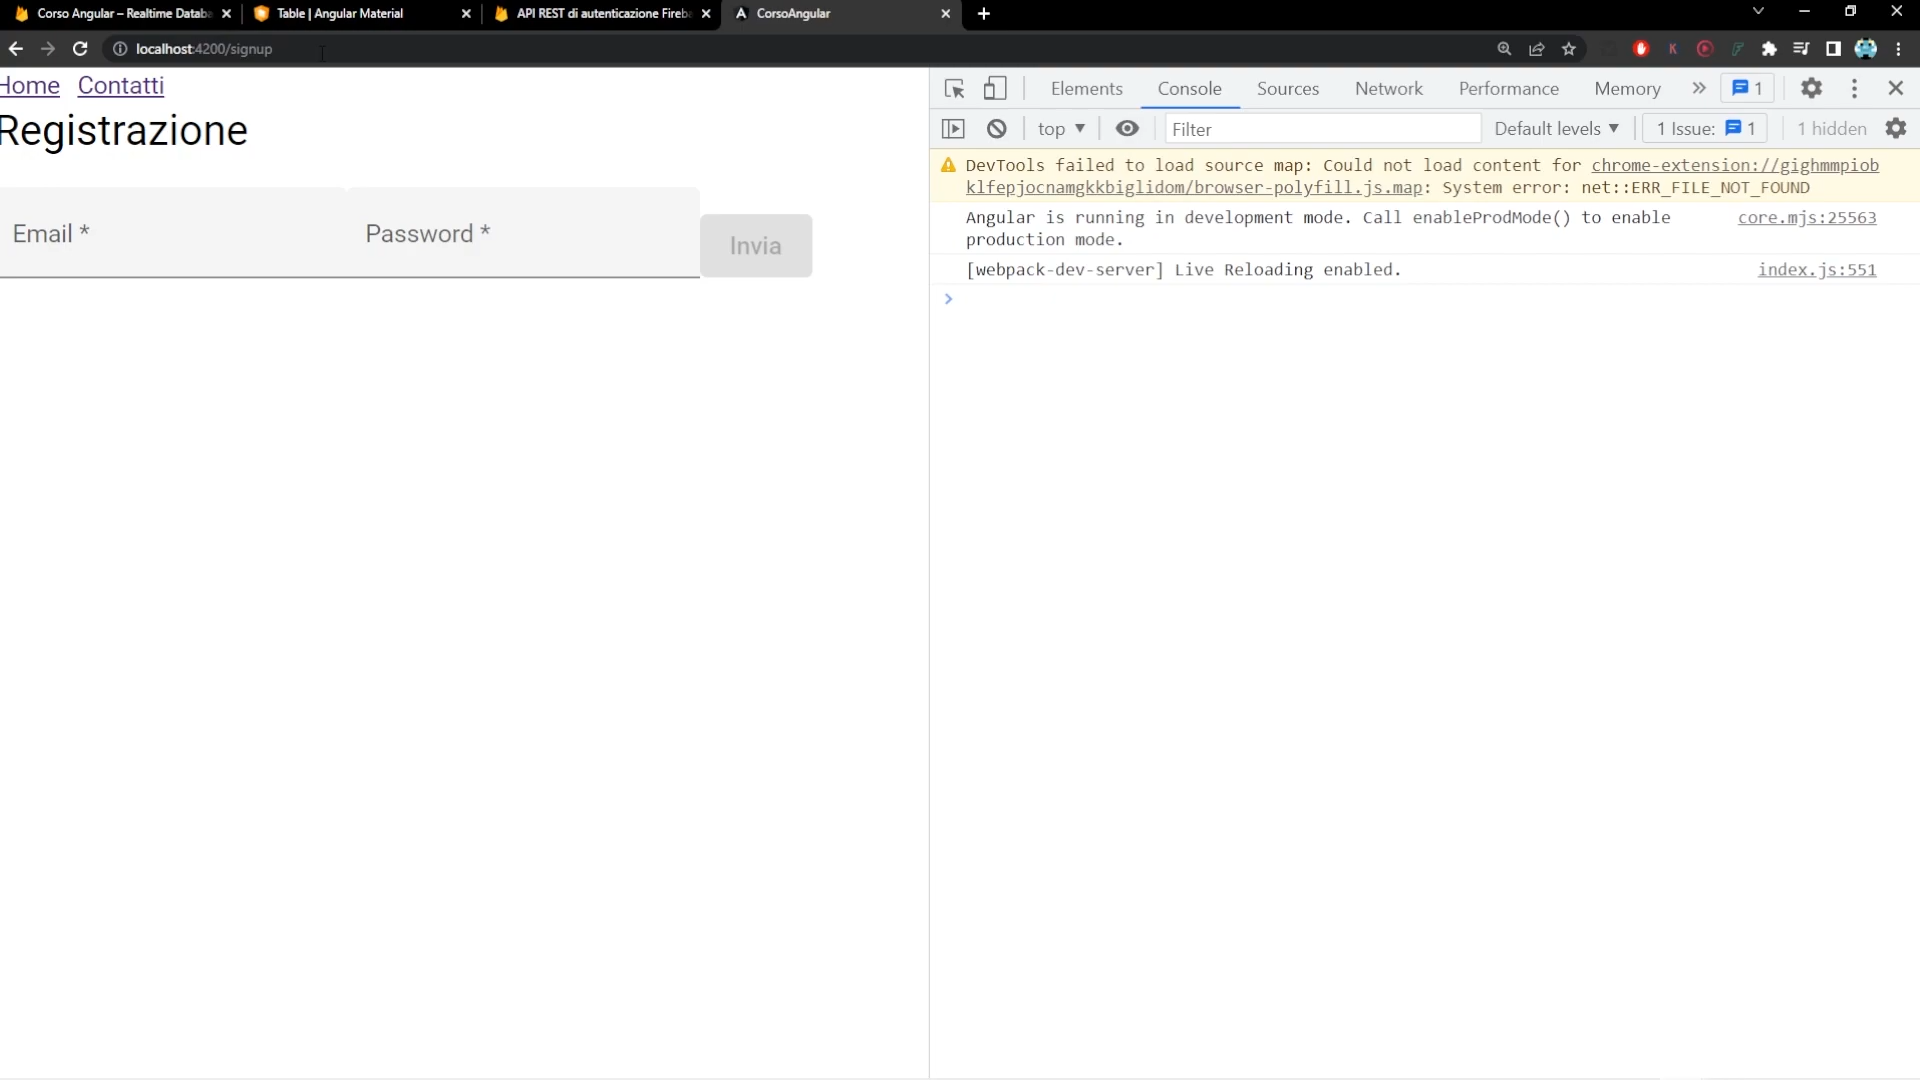 Corso Angular – Realtime Databa
Table | Angular Material
API REST di autenticazione Fireba
CorsoAngular
localhost:4200/signup
Home Contatti
Registrazione
Email *
Password *
Invia
Elements Console Sources Network Performance Memory » 1
top Filter Default levels 1 Issue: 1 1 hidden
DevTools failed to load source map: Could not load content for chrome-extension://gighmmpiob
klfepjocnamgkkbiglidom/browser-polyfill.js.map: System error: net::ERR_FILE_NOT_FOUND
Angular is running in development mode. Call enableProdMode() to enable core.mjs:25563
production mode.
[webpack-dev-server] Live Reloading enabled. index.js:551